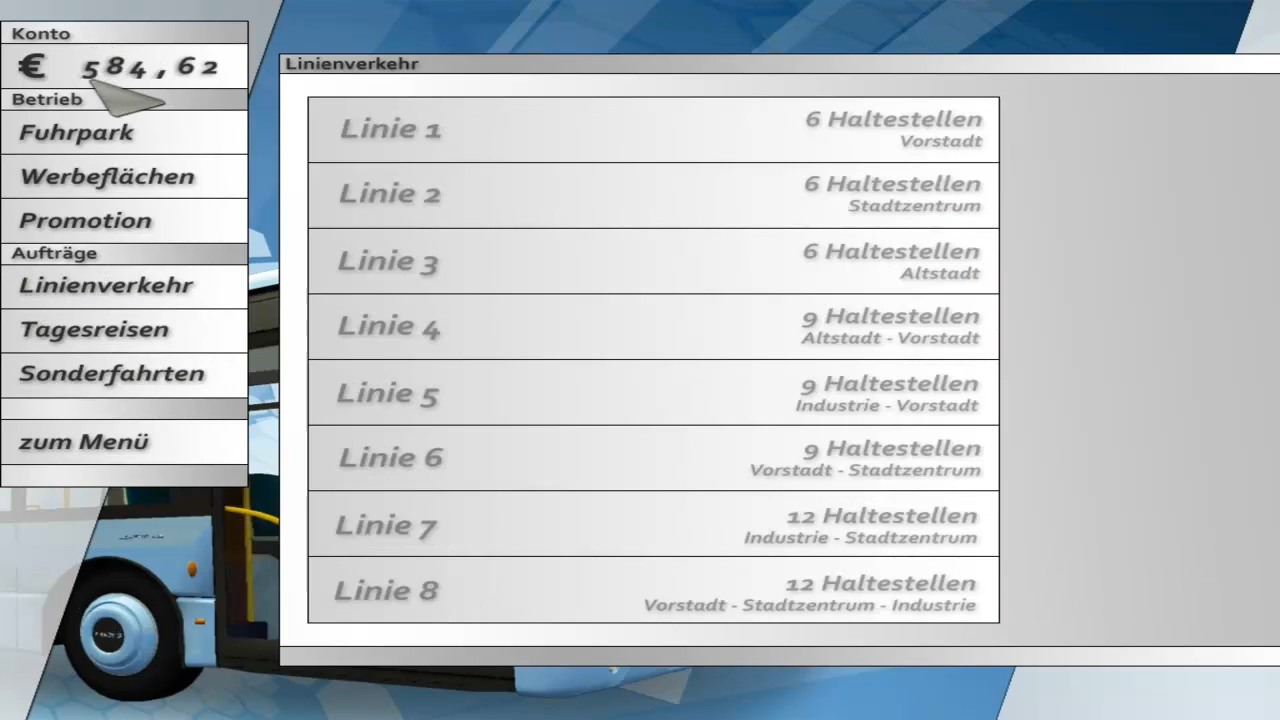 Konto
€ 584,62
Betrieb
Fuhrpark
Werbeflächen
Promotion
Aufträge
Linienverkehr
Tagesreisen
Sonderfahrten
zum Menü
Linienverkehr
Linie 1
6 Haltestellen
Vorstadt
Linie 2
6 Haltestellen
Stadtzentrum
Linie 3
6 Haltestellen
Altstadt
Linie 4
9 Haltestellen
Altstadt - Vorstadt
Linie 5
9 Haltestellen
Industrie - Vorstadt
Linie 6
9 Haltestellen
Vorstadt - Stadtzentrum
Linie 7
12 Haltestellen
Industrie - Stadtzentrum
Linie 8
12 Haltestellen
Vorstadt - Stadtzentrum - Industrie